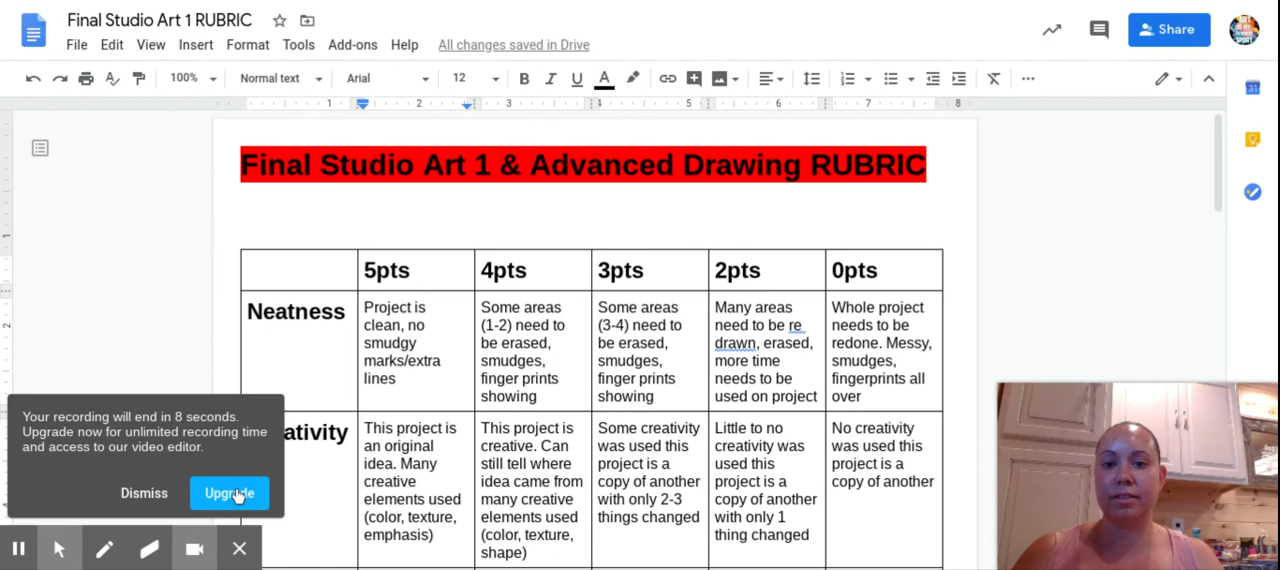 Final Studio Art 1 RUBRIC
File Edit View Insert Format Tools Add-ons Help All changes saved in Drive
Share
100% Normal text Arial 12 B I U A
1 2 3 4 5 6 7 8
31
Final Studio Art 1 & Advanced Drawing RUBRIC
5pts 4pts 3pts 2pts 0pts
Neatness
Project is
clean, no
smudgy
marks/extra
lines
Some areas
(1-2) need to
be erased,
smudges,
finger prints
showing
Some areas
(3-4) need to
be erased,
smudges,
finger prints
showing
Many areas
need to be re
drawn, erased,
more time
needs to be
used on project
Whole project
needs to be
redone. Messy,
smudges,
fingerprints all
over
ativity
This project is
an original
idea. Many
creative
elements used
(color, texture,
emphasis)
This project is
creative. Can
still tell where
idea came from
many creative
elements used
(color, texture,
shape)
Some creativity
was used this
project is a
copy of another
with only 2-3
things changed
Little to no
creativity was
used this
project is a
copy of another
with only 1
thing changed
No creativity
was used this
project is a
copy of another
Your recording will end in 8 seconds.
Upgrade now for unlimited recording time
and access to our video editor.
Dismiss Upgrade